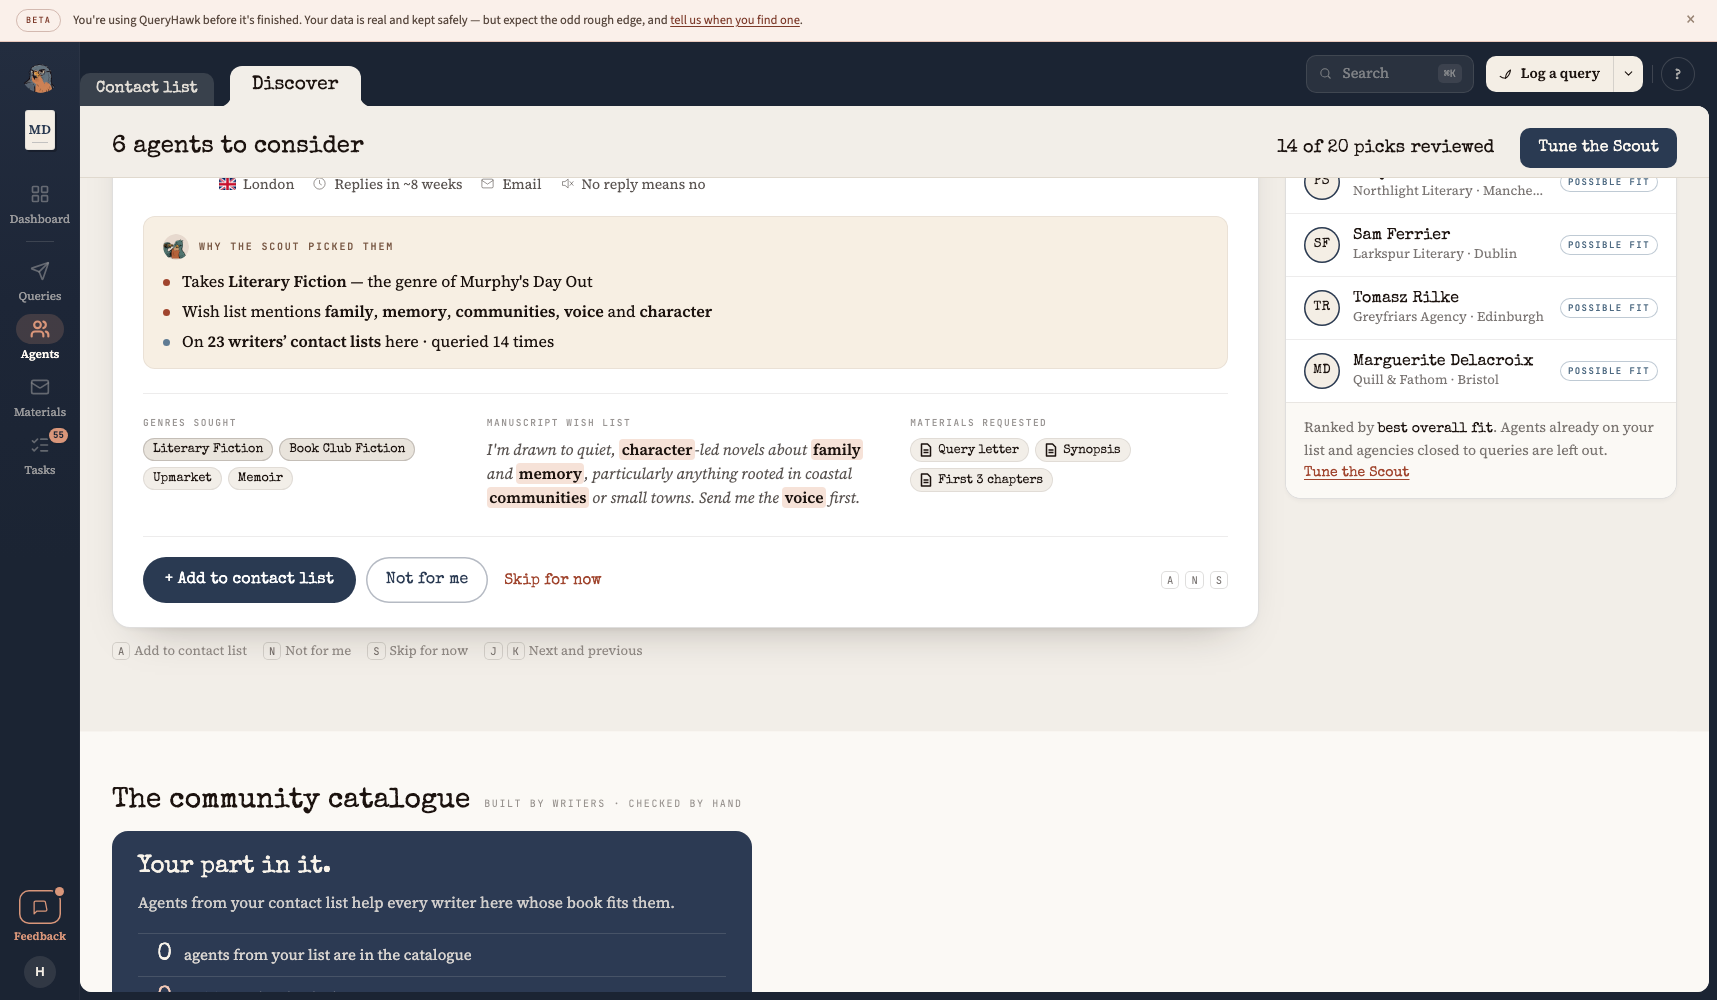 BETA
You're using QueryHawk before it's finished. Your data is real and kept safely — but expect the odd rough edge, and tell us when you find one.
×
Contact list
Discover
Search
⌘K
Log a query
?
MD
Dashboard
Queries
Agents
Materials
55
Tasks
Feedback
H
6 agents to consider
14 of 20 picks reviewed
Tune the Scout
London
Replies in ~8 weeks
Email
No reply means no
WHY THE SCOUT PICKED THEM
Takes Literary Fiction — the genre of Murphy's Day Out
Wish list mentions family, memory, communities, voice and character
On 23 writers’ contact lists here · queried 14 times
GENRES SOUGHT
Literary Fiction
Book Club Fiction
Upmarket
Memoir
MANUSCRIPT WISH LIST
I'm drawn to quiet, character-led novels about family
and memory, particularly anything rooted in coastal
communities or small towns. Send me the voice first.
MATERIALS REQUESTED
Query letter
Synopsis
First 3 chapters
+ Add to contact list
Not for me
Skip for now
A N S
A Add to contact list
N Not for me
S Skip for now
J K Next and previous
Northlight Literary · Manche...
POSSIBLE FIT
SF
Sam Ferrier
Larkspur Literary · Dublin
POSSIBLE FIT
TR
Tomasz Rilke
Greyfriars Agency · Edinburgh
POSSIBLE FIT
MD
Marguerite Delacroix
Quill & Fathom · Bristol
POSSIBLE FIT
Ranked by best overall fit. Agents already on your
list and agencies closed to queries are left out.
Tune the Scout
The community catalogue
BUILT BY WRITERS · CHECKED BY HAND
Your part in it.
Agents from your contact list help every writer here whose book fits them.
0 agents from your list are in the catalogue